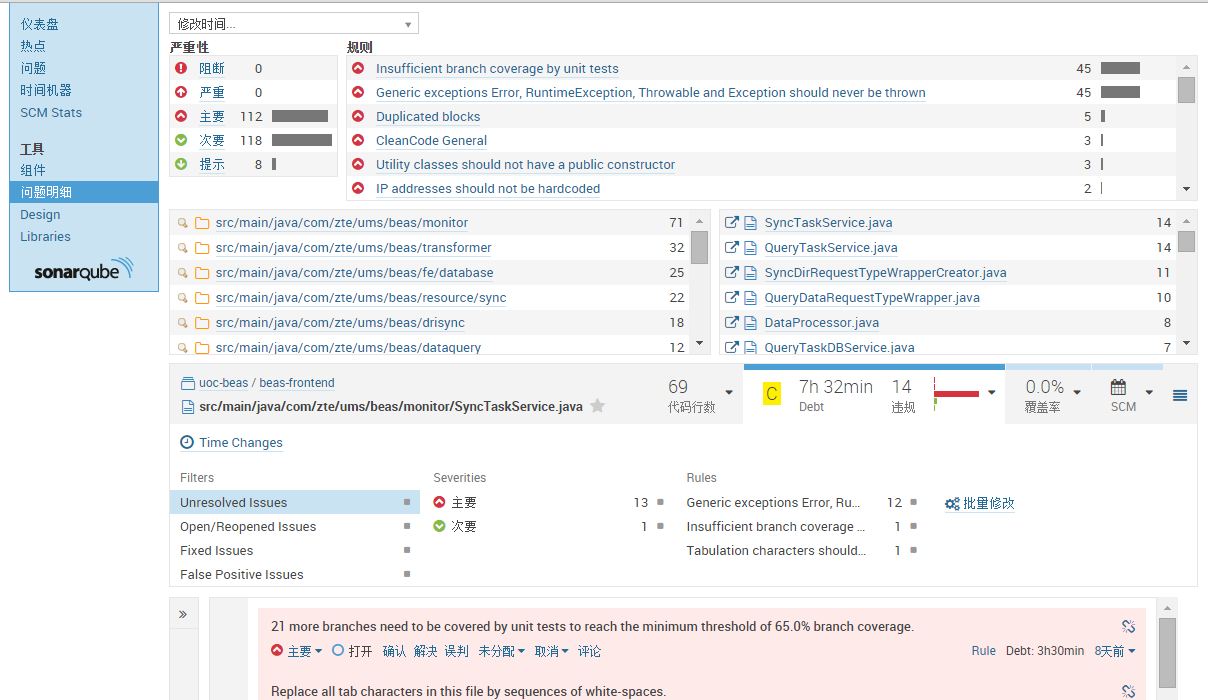 仪表盘
热点
问题
时间机器
SCM Stats
工具
组件
问题明细
Design
Libraries
sonarqube
修改时间...
严重性
阻断 0
严重 0
主要 112
次要 118
提示 8
规则
Insufficient branch coverage by unit tests 45
Generic exceptions Error, RuntimeException, Throwable and Exception should never be thrown 45
Duplicated blocks 5
CleanCode General 3
Utility classes should not have a public constructor 3
IP addresses should not be hardcoded 2
src/main/java/com/zte/ums/beas/monitor 71
src/main/java/com/zte/ums/beas/transformer 32
src/main/java/com/zte/ums/beas/fe/database 25
src/main/java/com/zte/ums/beas/resource/sync 22
src/main/java/com/zte/ums/beas/drisync 18
src/main/java/com/zte/ums/beas/dataquery 12
SyncTaskService.java 14
QueryTaskService.java 14
SyncDirRequestTypeWrapperCreator.java 11
QueryDataRequestTypeWrapper.java 10
DataProcessor.java 8
QueryTaskDBService.java 7
uoc-beas / beas-frontend
src/main/java/com/zte/ums/beas/monitor/SyncTaskService.java
69
代码行数
C
7h 32min
Debt
14
违规
0.0%
覆盖率
SCM
Time Changes
Filters
Unresolved Issues
Open/Reopened Issues
Fixed Issues
False Positive Issues
Severities
主要 13
次要 1
Rules
Generic exceptions Error, Ru... 12
Insufficient branch coverage ... 1
Tabulation characters should... 1
批量修改
»
21 more branches need to be covered by unit tests to reach the minimum threshold of 65.0% branch coverage.
主要 打开 确认 解决 误判 未分配 取消 评论 Rule Debt: 3h30min 8天前
Replace all tab characters in this file by sequences of white-spaces.